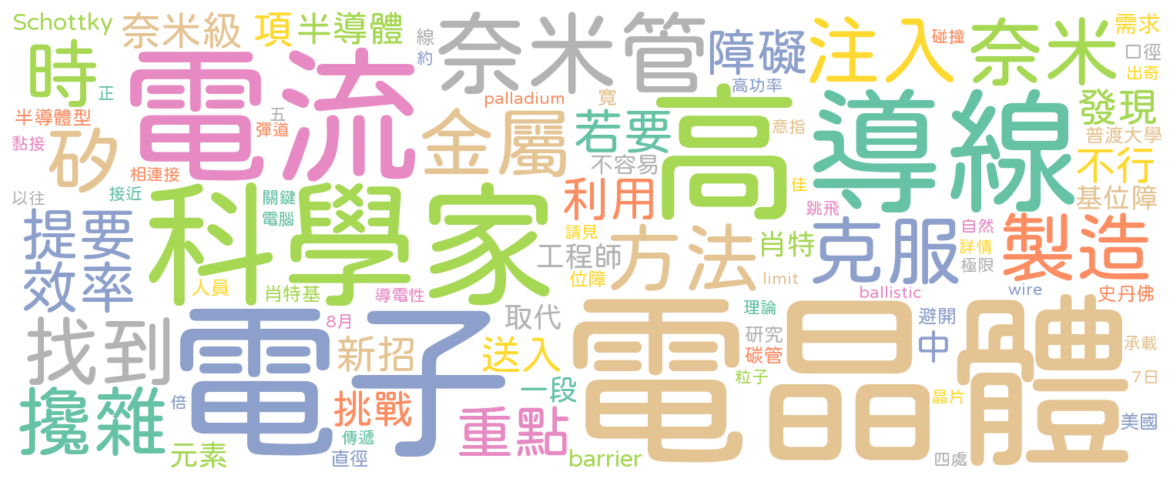 Schottky
奈米級
項
半導體
線
約
奈米管
障礙
注入
碰撞
奈米
需求
口徑
出奇
時
正
電流
高功率
palladium
寬
高
導線
發現
半導體型
五
彈道
金屬
若要
意指
普渡大學
黏接
矽
相連接
不容易
佳
不行
以往
接近
科學家
關鍵
電腦
利用
跳飛
基位障
提要
請見
方法
肖特
克服
自然
詳情
極限
製造
效率
人員
肖特基
導電性
工程師
位障
limit
ballistic
wire
史丹佛
找到
電子
8月
新招
取代
送入
電晶體
理論
研究
碳管
粒子
避開
中
承載
7日
攙雜
倍
挑戰
傳遞
直徑
重點
一段
晶片
美國
元素
barrier
四處